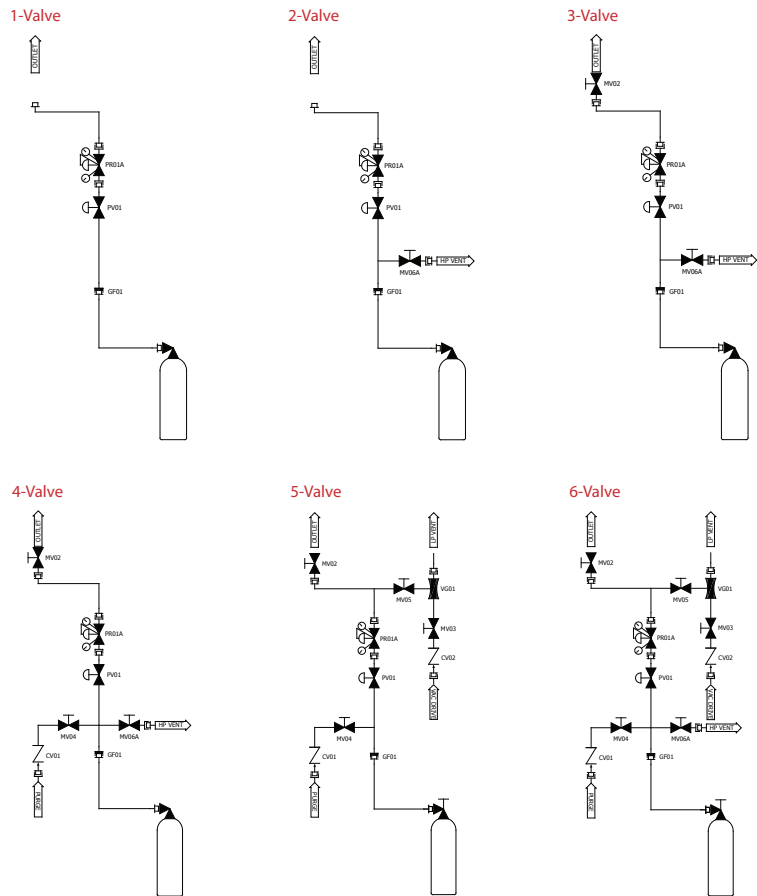 1-Valve
OUTLET
PR01A
PV01
GF01
2-Valve
OUTLET
PR01A
PV01
MV06A
HP VENT
GF01
3-Valve
OUTLET
MV02
PR01A
PV01
MV06A
HP VENT
GF01
4-Valve
OUTLET
MV02
PR01A
PV01
MV04
MV06A
HP VENT
CV01
GF01
PURGE
5-Valve
OUTLET
LP VENT
MV02
MV05
VG01
PR01A
MV03
CV02
PV01
VAC DRIVE
MV04
CV01
GF01
PURGE
6-Valve
OUTLET
LP VENT
MV02
MV05
VG01
PR01A
MV03
CV02
PV01
VAC DRIVE
MV04
MV06A
HP VENT
CV01
GF01
PURGE